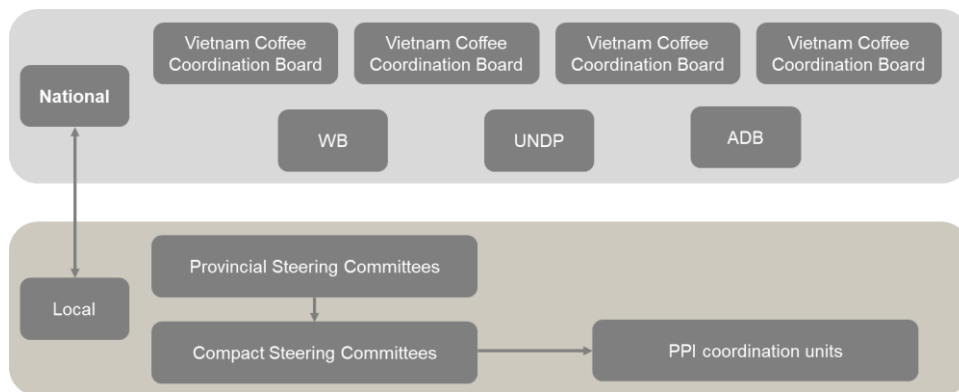 Vietnam Coffee
Coordination Board
Vietnam Coffee
Coordination Board
Vietnam Coffee
Coordination Board
Vietnam Coffee
Coordination Board
National
WB
UNDP
ADB
Provincial Steering Committees
Local
Compact Steering Committees
PPI coordination units